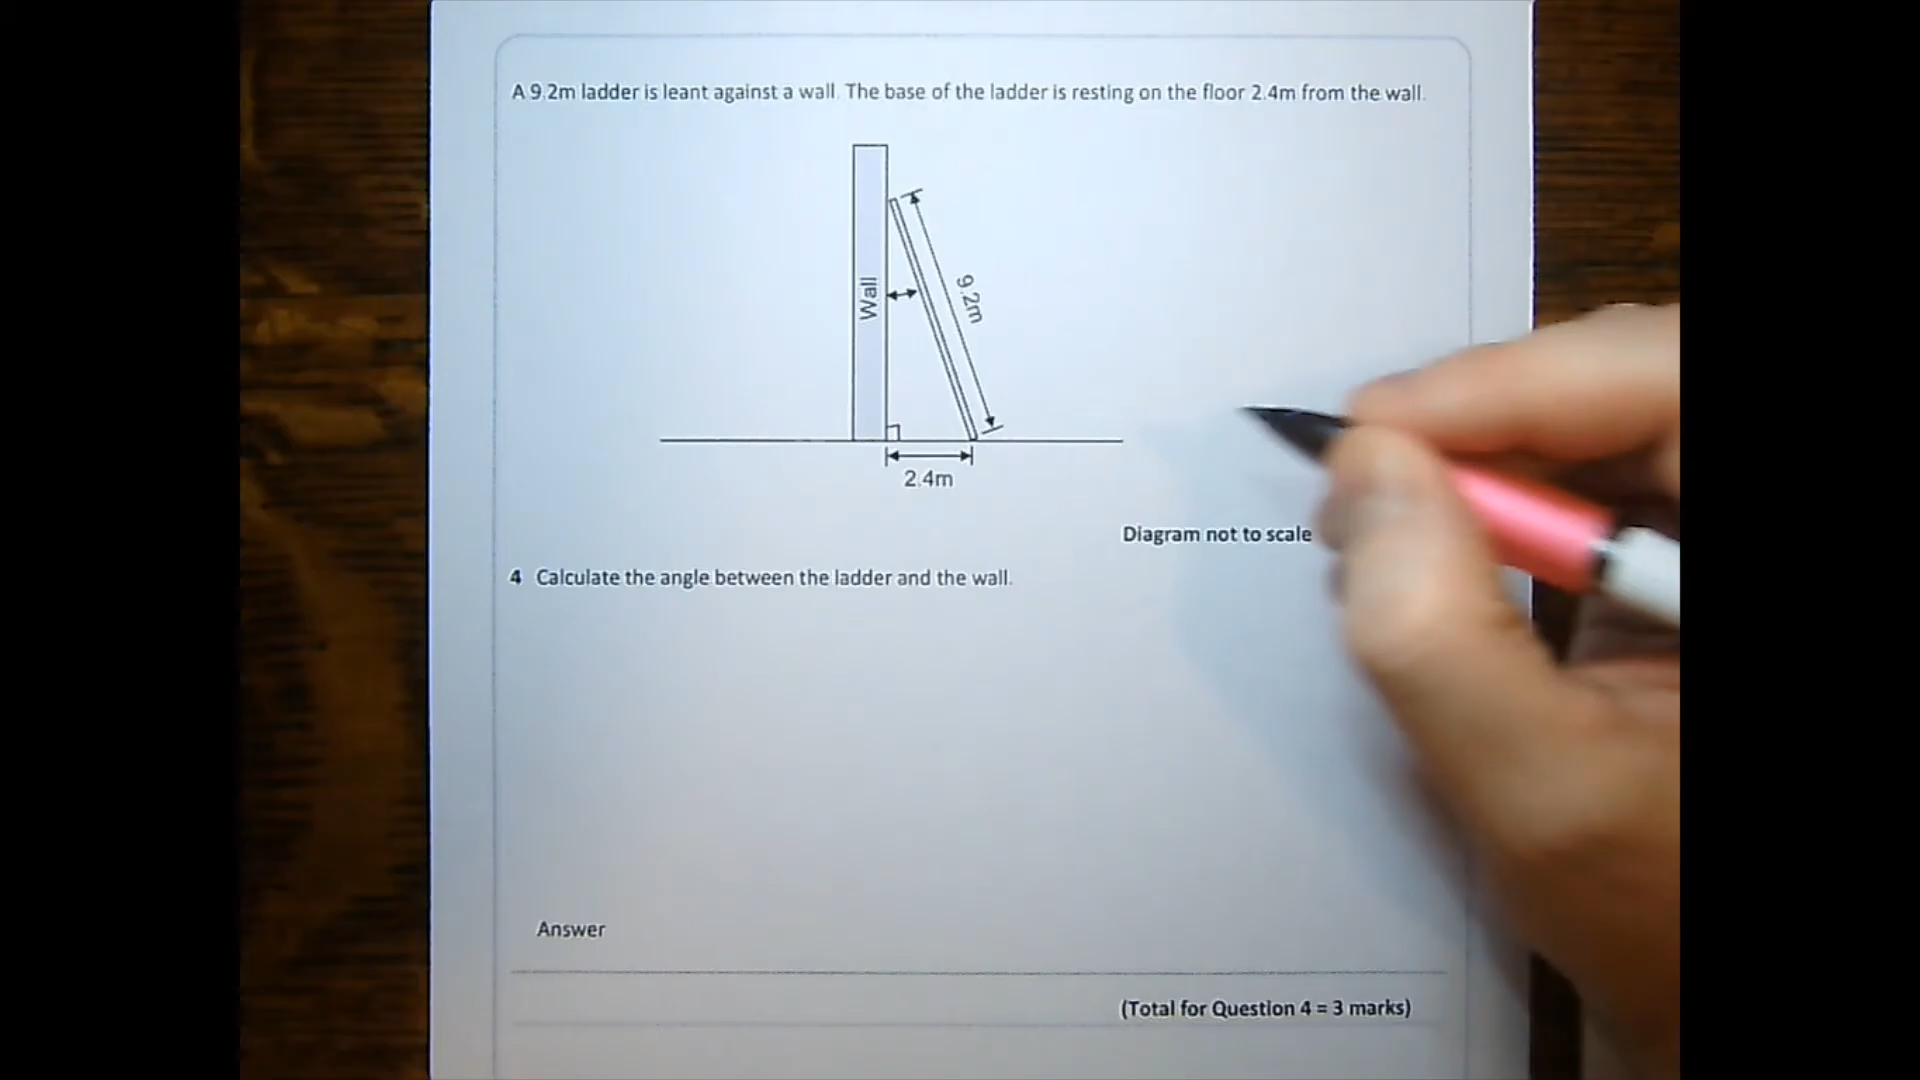 A 9.2m ladder is leant against a wall. The base of the ladder is resting on the floor 2.4m from the wall.
Wall
9.2m
2.4m
Diagram not to scale
4 Calculate the angle between the ladder and the wall.
Answer
(Total for Question 4 = 3 marks)